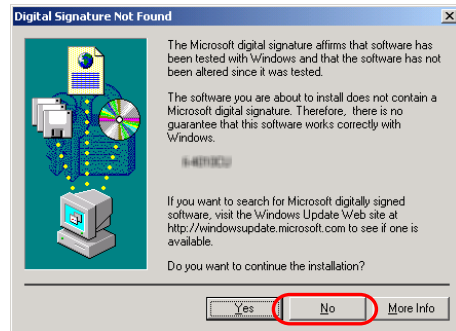 Digital Signature Not Found
The Microsoft digital signature affirms that software has
been tested with Windows and that the software has not
been altered since it was tested.
The software you are about to install does not contain a
Microsoft digital signature. Therefore, there is no
guarantee that this software works correctly with
Windows.
If you want to search for Microsoft digitally signed
software, visit the Windows Update Web site at
http://windowsupdate.microsoft.com to see if one is
available.
Do you want to continue the installation?
Yes No More Info